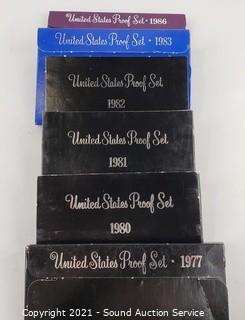 United States Proof Set · 1986
United States Proof Set · 1983
United States Proof Set
1982
United States Proof Set
1981
United States Proof Set
1980
United States Proof Set · 1977
Copyright 2021 - Sound Auction Service